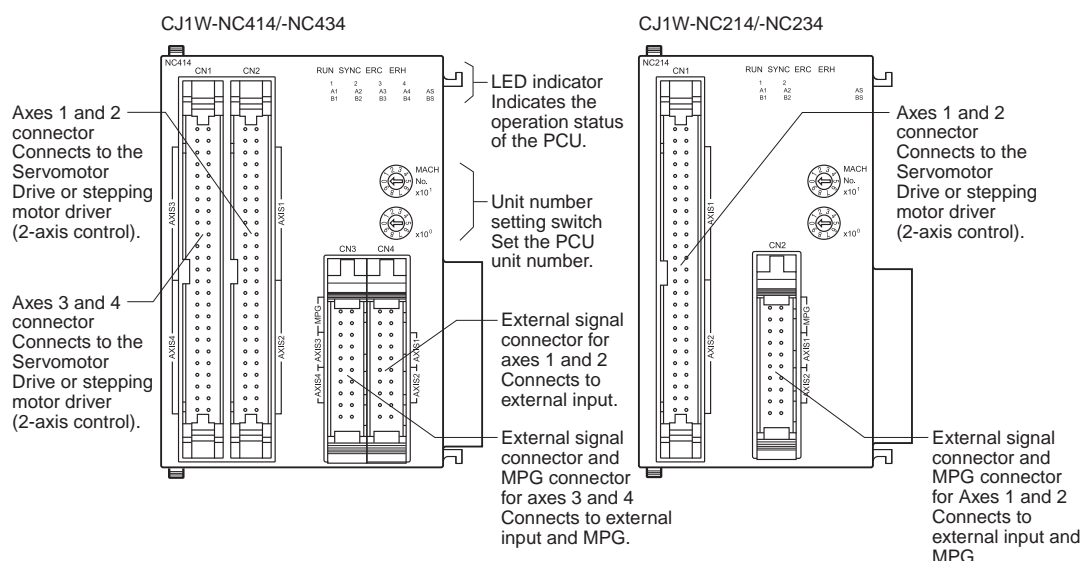 CJ1W-NC414/-NC434
NC414
CN1
CN2
RUN SYNC ERC ERH
1 2 3 4
A1 A2 A3 A4 AS
B1 B2 B3 B4 BS
MACH
No.
x10¹
x10⁰
CN3
CN4
AXIS3
AXIS4
AXIS1
AXIS2
MPG
AXIS3
AXIS4
AXIS1
AXIS2
Axes 1 and 2
connector
Connects to the
Servomotor
Drive or stepping
motor driver
(2-axis control).
Axes 3 and 4
connector
Connects to the
Servomotor
Drive or stepping
motor driver
(2-axis control).
LED indicator
Indicates the
operation status
of the PCU.
Unit number
setting switch
Set the PCU
unit number.
External signal
connector for
axes 1 and 2
Connects to
external input.
External signal
connector and
MPG connector
for axes 3 and 4
Connects to external
input and MPG.
CJ1W-NC214/-NC234
NC214
CN1
RUN SYNC ERC ERH
1 2
A1 A2 AS
B1 B2 BS
MACH
No.
x10¹
x10⁰
CN2
AXIS1
AXIS2
MPG
AXIS1
AXIS2
Axes 1 and 2
connector
Connects to the
Servomotor
Drive or stepping
motor driver
(2-axis control).
External signal
connector and
MPG connector
for Axes 1 and 2
Connects to
external input and
MPG